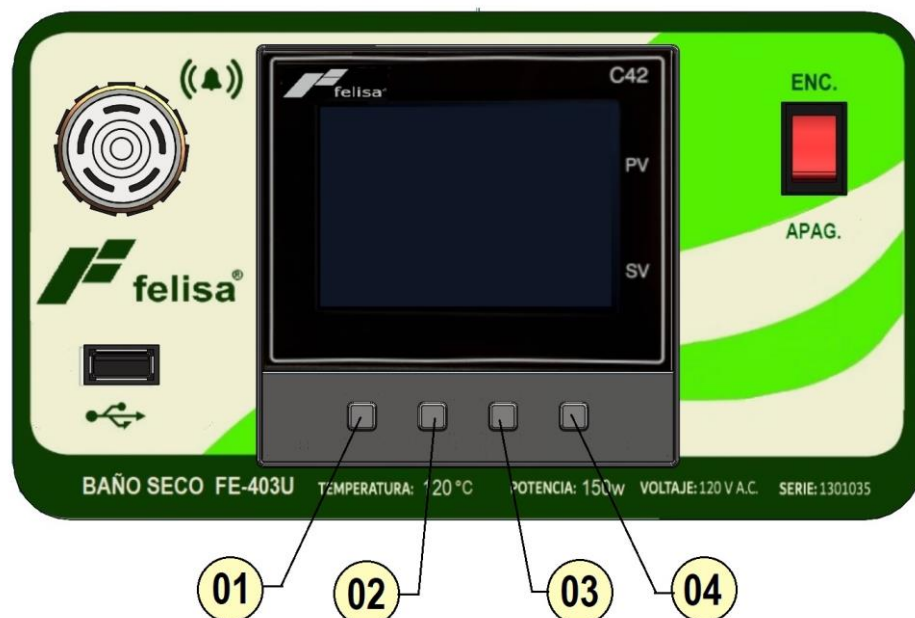 felisa
C42
ENC.
PV
APAG.
SV
felisa®
BAÑO SECO FE-403U TEMPERATURA: 120 °C POTENCIA: 150w VOLTAJE: 120 V A.C. SERIE: 1301035
01
02
03
04